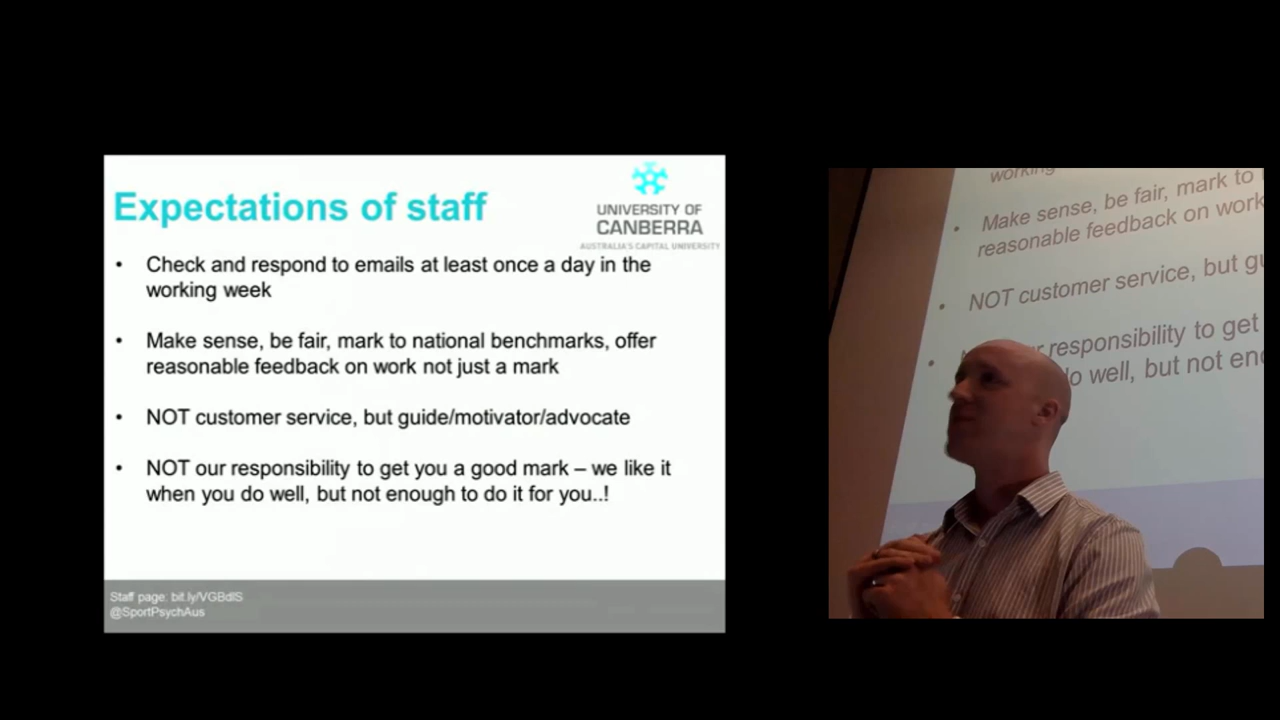 Expectations of staff
UNIVERSITY OF
CANBERRA
AUSTRALIA'S CAPITAL UNIVERSITY
• Check and respond to emails at least once a day in the
working week
• Make sense, be fair, mark to national benchmarks, offer
reasonable feedback on work not just a mark
• NOT customer service, but guide/motivator/advocate
• NOT our responsibility to get you a good mark – we like it
when you do well, but not enough to do it for you..!
Staff page: bit.ly/VGBdlS
@SportPsychAus
working
• Make sense, be fair, mark to
reasonable feedback on work
• NOT customer service, but gu
• responsibility to get
do well, but not eno